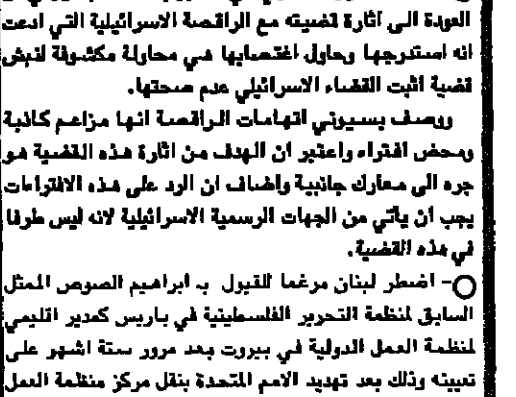 العودة الى اثارة قضيته مع الراقصة الاسرائيلية التي ادعت
انه استدرجها وحاول اغتصابها في محاولة مكشوفة لنبش
قضية اثبت القضاء الاسرائيلي عدم صحتها.
ووصف بسيوني اتهامات الراقصة انها مزاعم كاذبة
ومحض افتراء واعتبر ان الهدف من اثارة هذه القضية هو
جره الى معارك جانبية واضاف ان الرد على هذه الافتراءات
يجب ان يأتي من الجهات الرسمية الاسرائيلية لانه ليس طرفا
في هذه القضية.
○- اضطر لبنان مرغما للقبول بـ ابراهيم الصوص الممثل
السابق لمنظمة التحرير الفلسطينية في باريس كمدير اقليمي
لمنظمة العمل الدولية في بيروت بعد مرور ستة اشهر على
تعيينه وذلك بعد تهديد الامم المتحدة بنقل مركز منظمة العمل